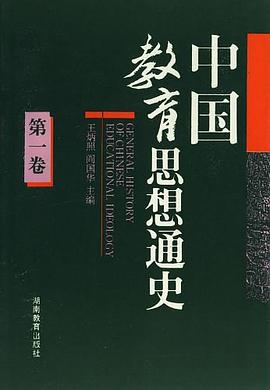 中国
教育思想通史
GENERAL HISTORY
OF CHINESE
EDUCATIONAL IDEOLOGY
王炳照 阎国华 主编
第一卷
湖南教育出版社